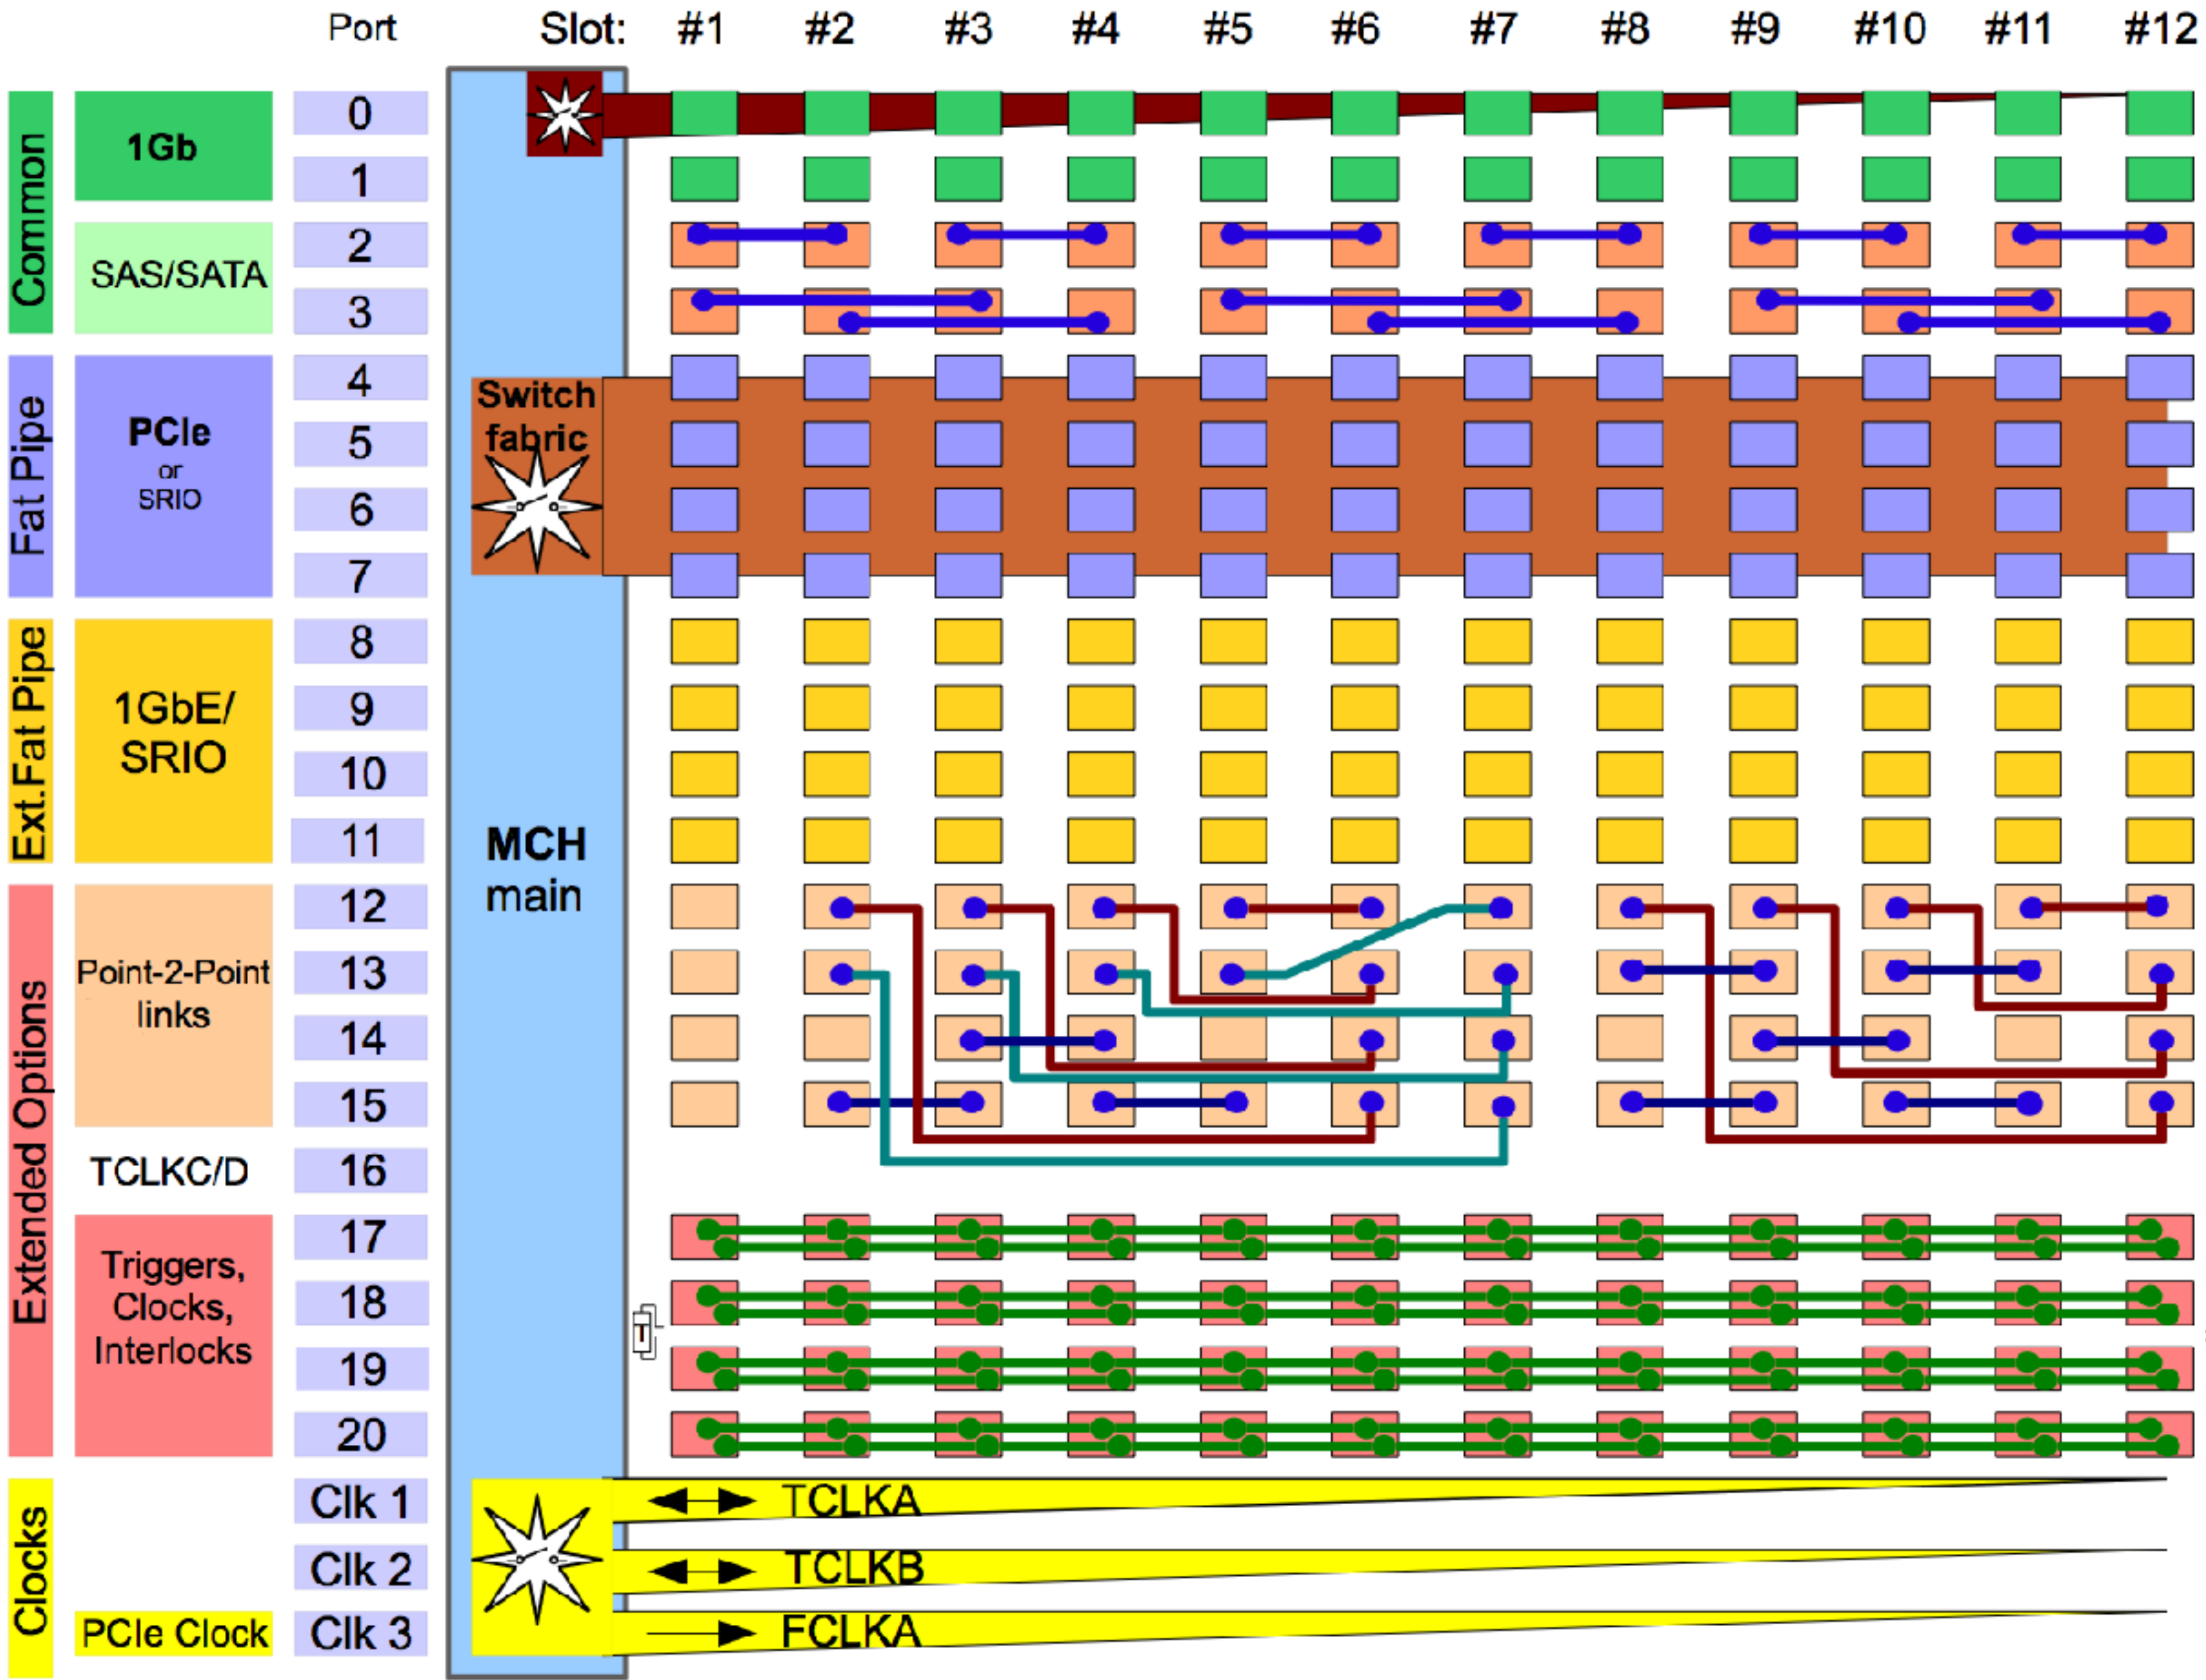 Port Slot: #1 #2 #3 #4 #5 #6 #7 #8 #9 #10 #11 #12
Common
1Gb
SAS/SATA
0
1
2
3
Fat Pipe
PCIe
or
SRIO
4
5
6
7
Switch
fabric
Ext.Fat Pipe
1GbE/
SRIO
8
9
10
11
MCH
main
Extended Options
Point-2-Point
links
12
13
14
15
TCLKC/D
16
Triggers,
Clocks,
Interlocks
17
18
19
20
T
Clocks
Clk 1
TCLKA
Clk 2
TCLKB
PCIe Clock
Clk 3
FCLKA